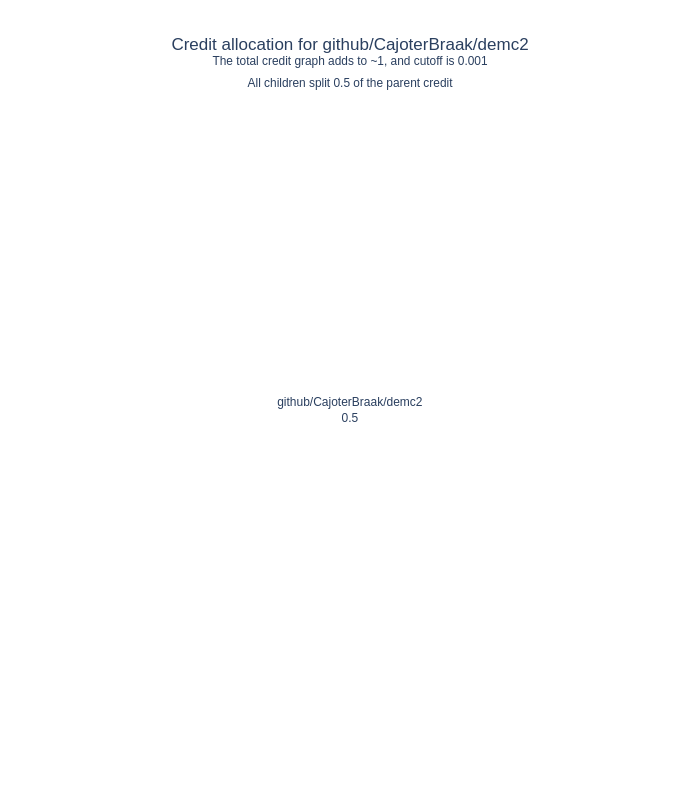 Credit allocation for github/CajoterBraak/demc2
The total credit graph adds to ~1, and cutoff is 0.001
All children split 0.5 of the parent credit
github/CajoterBraak/demc2
0.5